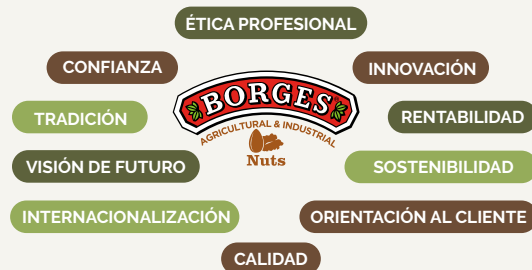 ÉTICA PROFESIONAL
CONFIANZA
INNOVACIÓN
BORGES
AGRICULTURAL & INDUSTRIAL
Nuts
TRADICIÓN
RENTABILIDAD
VISIÓN DE FUTURO
SOSTENIBILIDAD
INTERNACIONALIZACIÓN
ORIENTACIÓN AL CLIENTE
CALIDAD